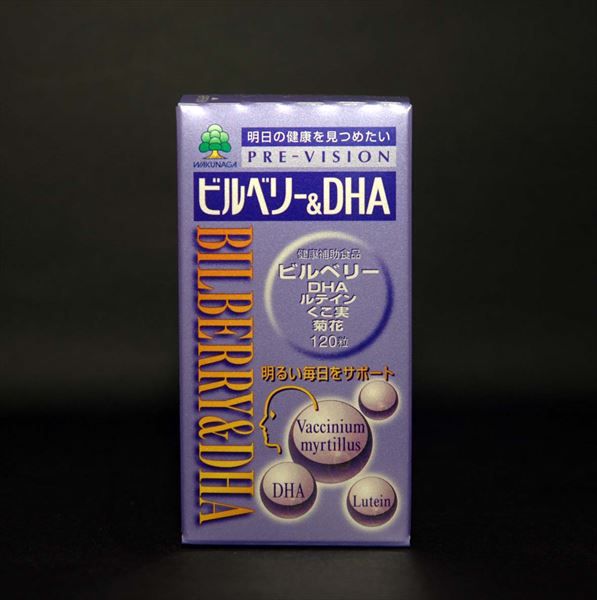 WAKUNAGA
明日の健康を見つめたい
PRE-VISION
ビルベリー&DHA
BILBERRY&DHA
健康補助食品
ビルベリー
DHA
ルテイン
くこ実
菊花
120粒
明るい毎日をサポート
Vaccinium
myrtillus
DHA
Lutein